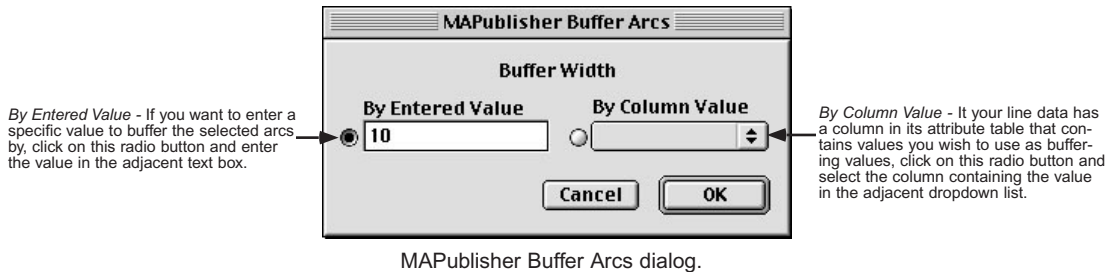 MAPublisher Buffer Arcs
Buffer Width
By Entered Value
By Column Value
10
Cancel
OK
By Entered Value - If you want to enter a
specific value to buffer the selected arcs
by, click on this radio button and enter
the value in the adjacent text box.
By Column Value - It your line data has
a column in its attribute table that con-
tains values you wish to use as buffer-
ing values, click on this radio button and
select the column containing the value
in the adjacent dropdown list.
MAPublisher Buffer Arcs dialog.